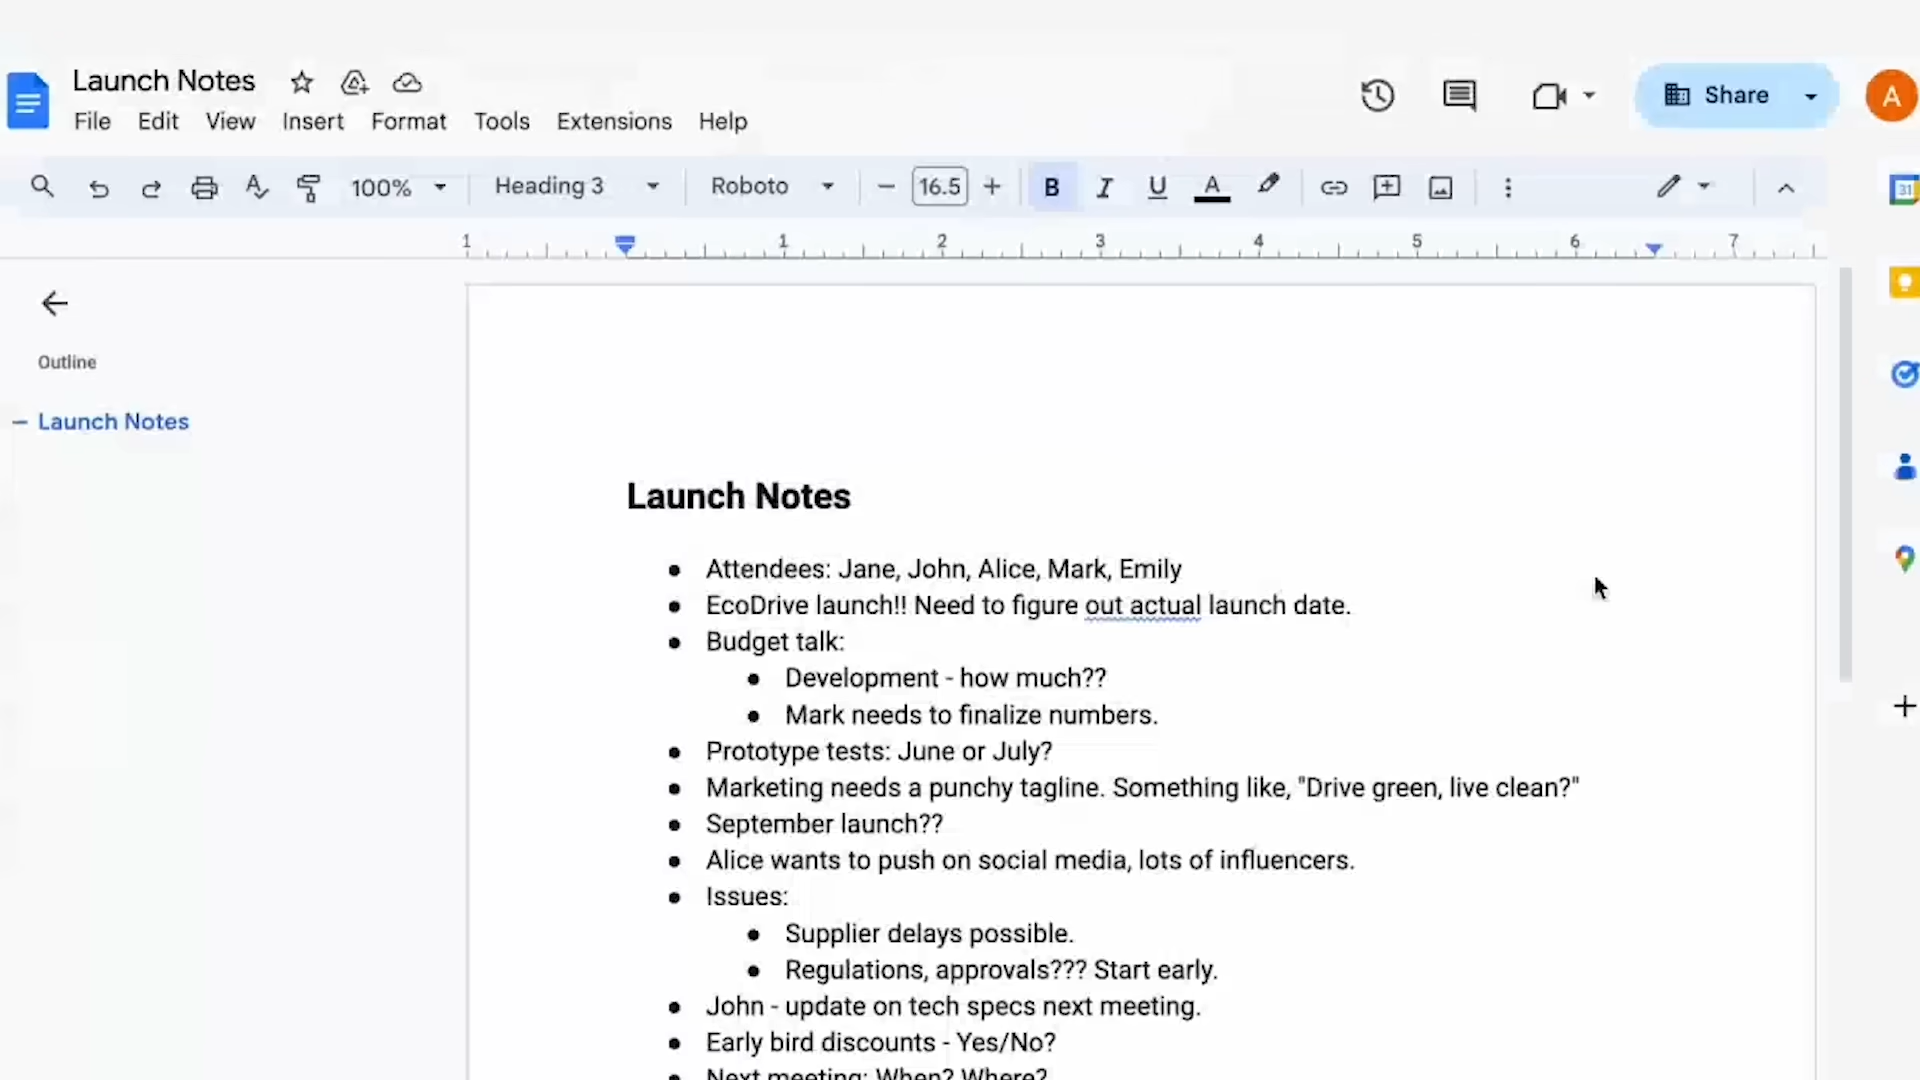 Launch Notes
File Edit View Insert Format Tools Extensions Help
Share
A
100% Heading 3 Roboto 16.5 B I U A
31
1 1 2 3 4 5 6 7
Outline
Launch Notes
Launch Notes
Attendees: Jane, John, Alice, Mark, Emily
EcoDrive launch!! Need to figure out actual launch date.
Budget talk:
Development - how much??
Mark needs to finalize numbers.
Prototype tests: June or July?
Marketing needs a punchy tagline. Something like, "Drive green, live clean?"
September launch??
Alice wants to push on social media, lots of influencers.
Issues:
Supplier delays possible.
Regulations, approvals??? Start early.
John - update on tech specs next meeting.
Early bird discounts - Yes/No?
Next meeting: When? Where?